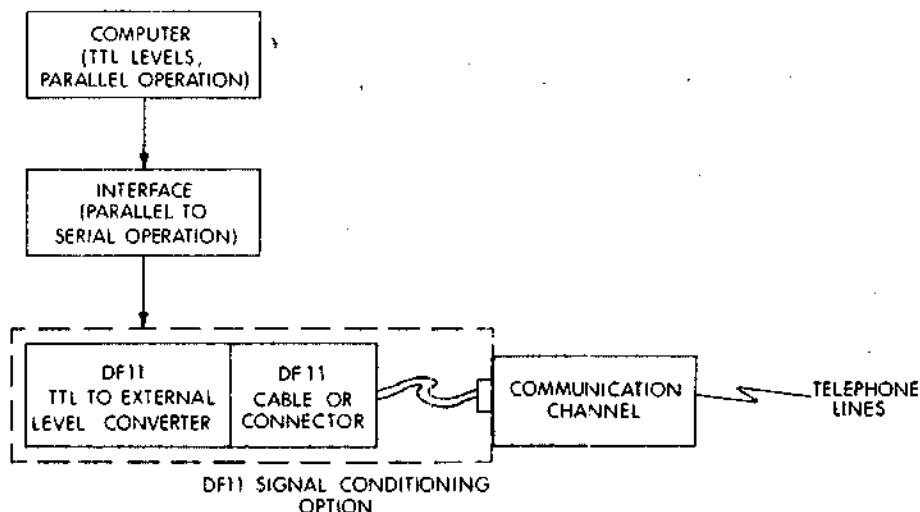 COMPUTER
(TTL LEVELS,
PARALLEL OPERATION)
INTERFACE
(PARALLEL TO
SERIAL OPERATION)
DF11
TTL TO EXTERNAL
LEVEL CONVERTER
DF11
CABLE OR
CONNECTOR
COMMUNICATION
CHANNEL
TELEPHONE
LINES
DF11 SIGNAL CONDITIONING
OPTION